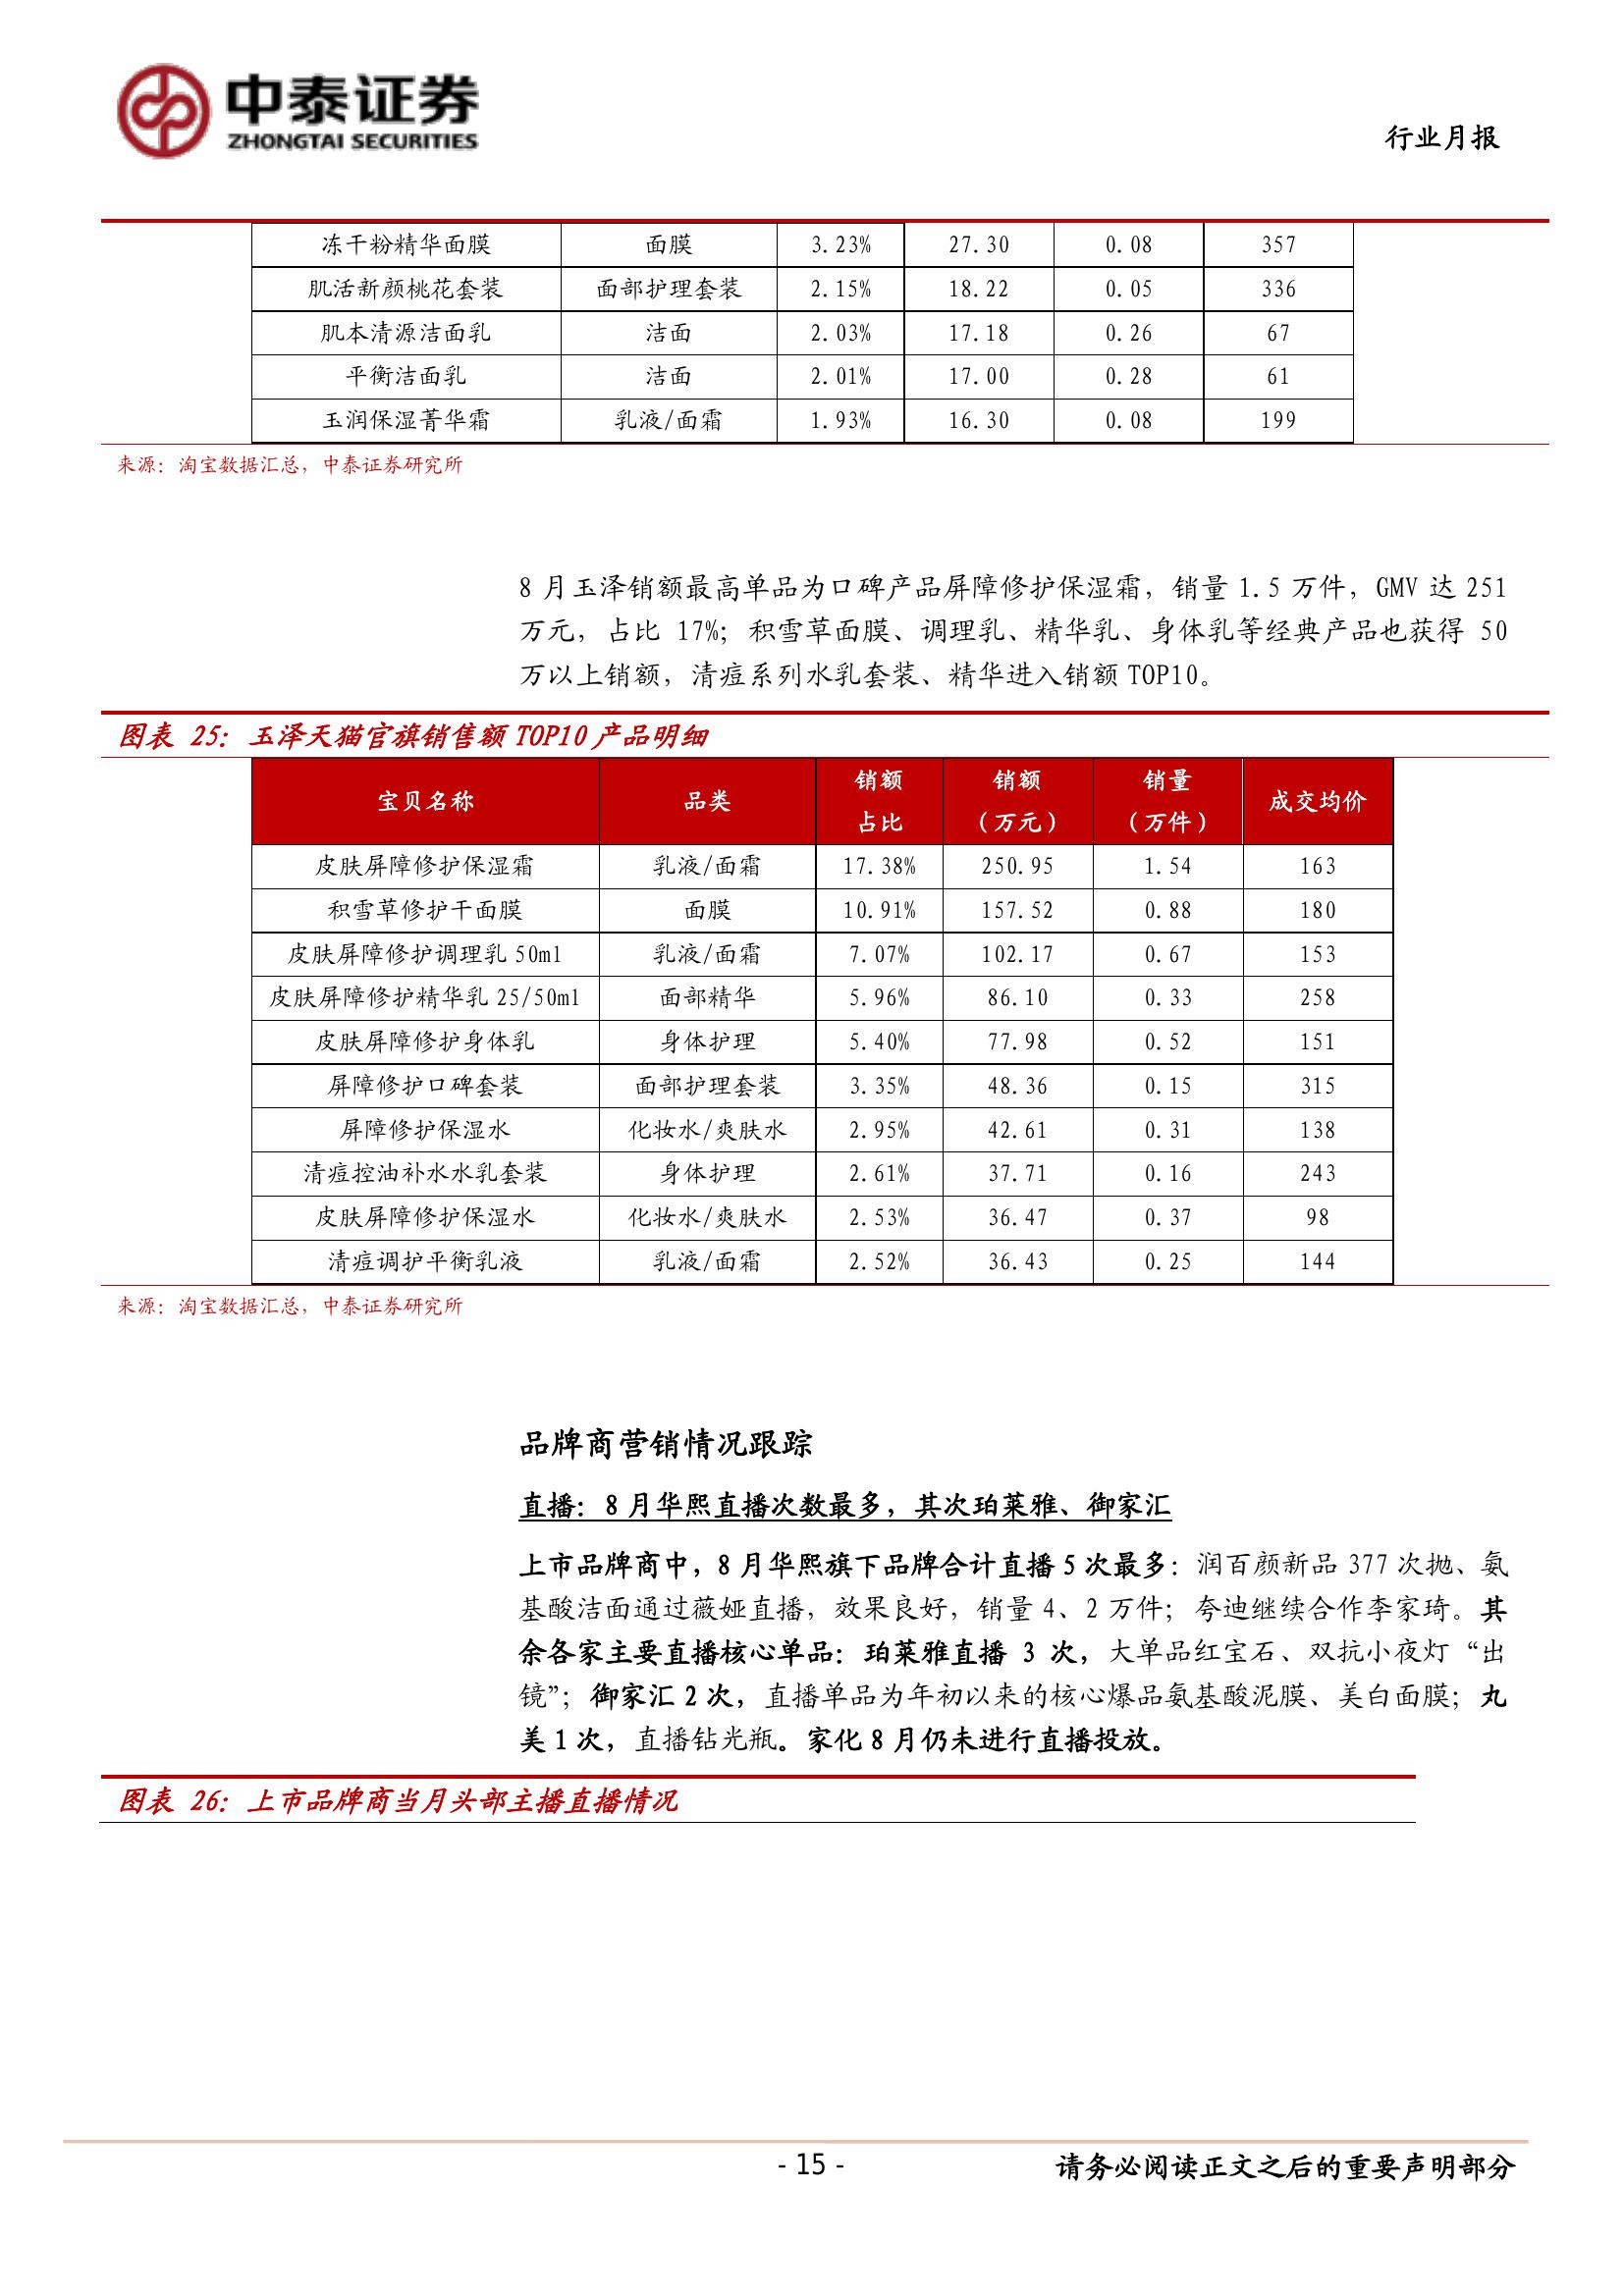 中泰证券
ZHONGTAI SECURITIES
行业月报
冻干粉精华面膜 面膜 3.23% 27.30 0.08 357
肌活新颜桃花套装 面部护理套装 2.15% 18.22 0.05 336
肌本清源洁面乳 洁面 2.03% 17.18 0.26 67
平衡洁面乳 洁面 2.01% 17.00 0.28 61
玉润保湿菁华霜 乳液/面霜 1.93% 16.30 0.08 199
来源：淘宝数据汇总，中泰证券研究所
8 月玉泽销额最高单品为口碑产品屏障修护保湿霜，销量 1.5 万件，GMV 达 251
万元，占比 17%；积雪草面膜、调理乳、精华乳、身体乳等经典产品也获得 50
万以上销额，清痘系列水乳套装、精华进入销额 TOP10。
图表 25：玉泽天猫官旗销售额 TOP10 产品明细
宝贝名称 品类 销额占比 销额（万元） 销量（万件） 成交均价
皮肤屏障修护保湿霜 乳液/面霜 17.38% 250.95 1.54 163
积雪草修护干面膜 面膜 10.91% 157.52 0.88 180
皮肤屏障修护调理乳 50ml 乳液/面霜 7.07% 102.17 0.67 153
皮肤屏障修护精华乳 25/50ml 面部精华 5.96% 86.10 0.33 258
皮肤屏障修护身体乳 身体护理 5.40% 77.98 0.52 151
屏障修护口碑套装 面部护理套装 3.35% 48.36 0.15 315
屏障修护保湿水 化妆水/爽肤水 2.95% 42.61 0.31 138
清痘控油补水水乳套装 身体护理 2.61% 37.71 0.16 243
皮肤屏障修护保湿水 化妆水/爽肤水 2.53% 36.47 0.37 98
清痘调护平衡乳液 乳液/面霜 2.52% 36.43 0.25 144
来源：淘宝数据汇总，中泰证券研究所
品牌商营销情况跟踪
直播：8 月华熙直播次数最多，其次珀莱雅、御家汇
上市品牌商中，8 月华熙旗下品牌合计直播 5 次最多：润百颜新品 377 次抛、氨
基酸洁面通过薇娅直播，效果良好，销量 4、2 万件；夸迪继续合作李家琦。其
余各家主要直播核心单品：珀莱雅直播 3 次，大单品红宝石、双抗小夜灯“出
镜”；御家汇 2 次，直播单品为年初以来的核心爆品氨基酸泥膜、美白面膜；丸
美 1 次，直播钻光瓶。家化 8 月仍未进行直播投放。
图表 26：上市品牌商当月头部主播直播情况
- 15 -
请务必阅读正文之后的重要声明部分